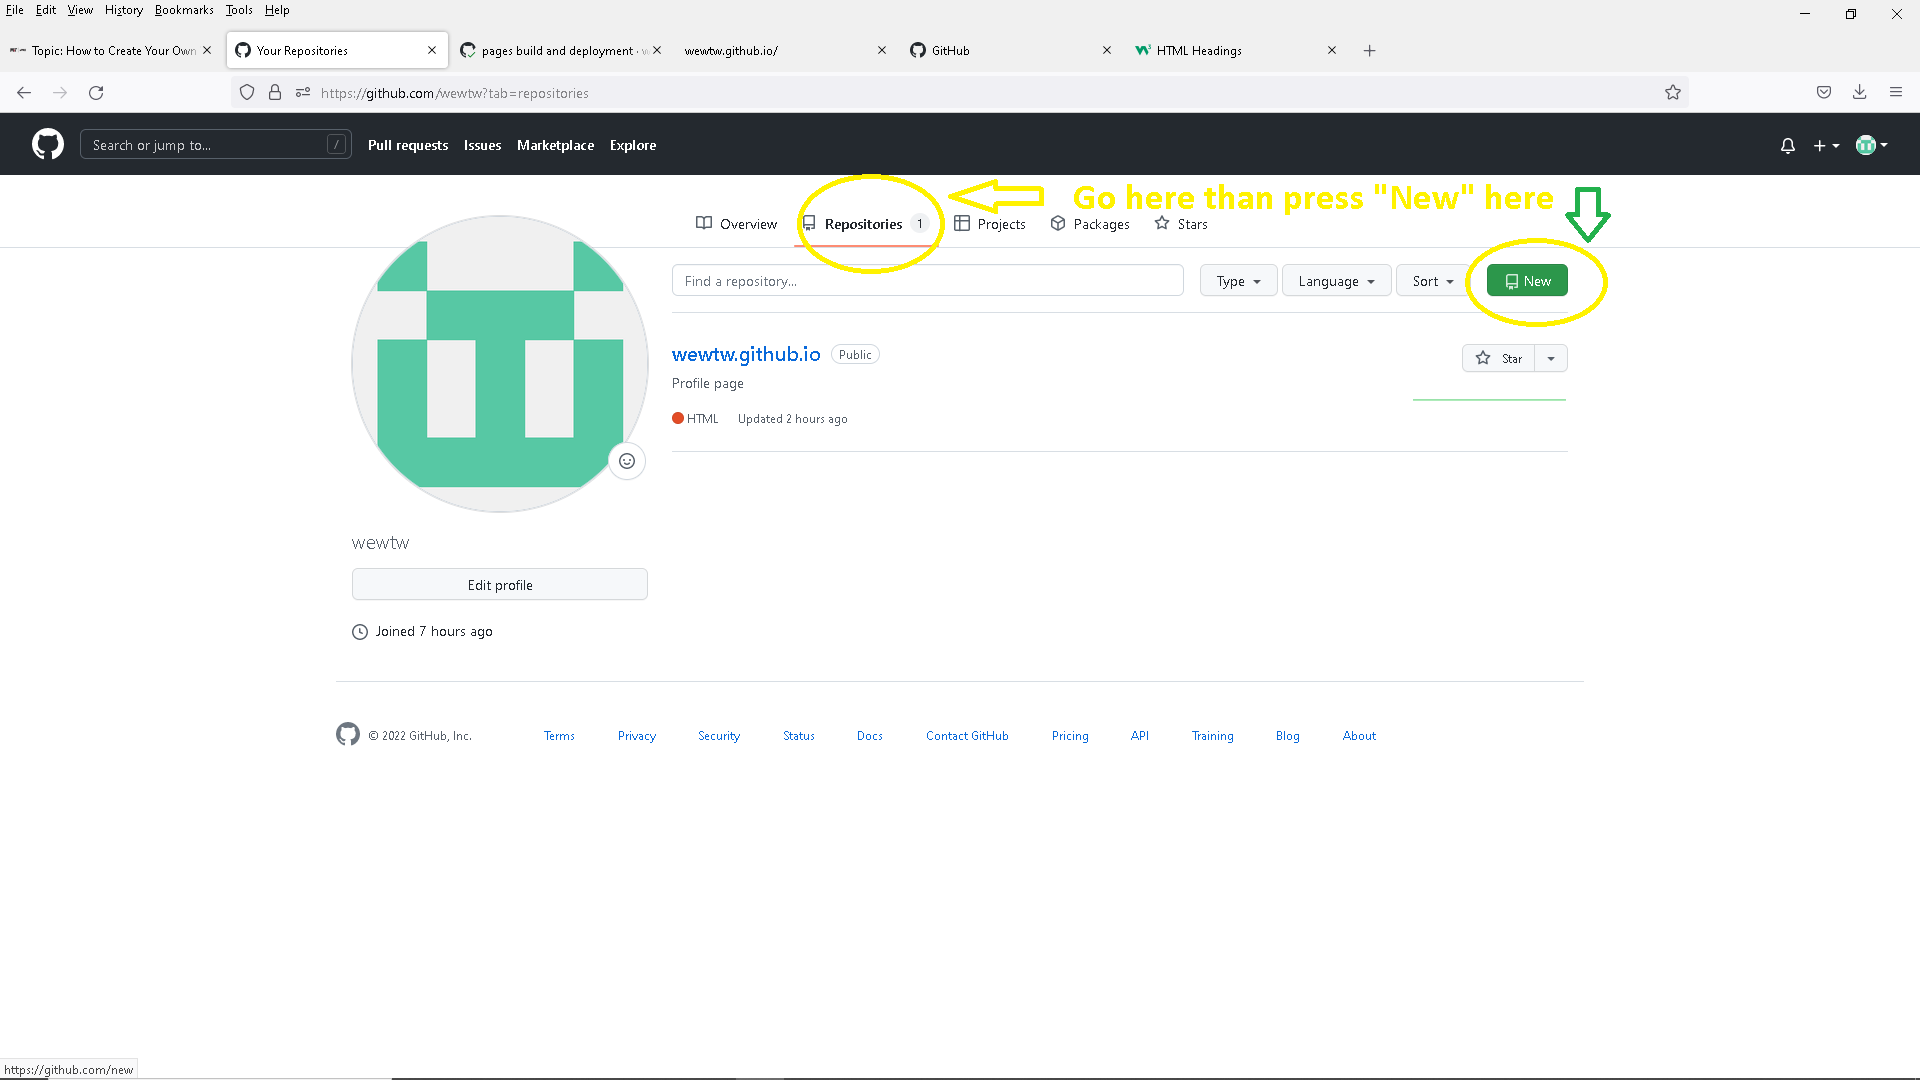 File Edit View History Bookmarks Tools Help
Topic: How to Create Your Own
Your Repositories
pages build and deployment · w
wewtw.github.io/
GitHub
HTML Headings
https://github.com/wewtw?tab=repositories
Search or jump to... /
Pull requests Issues Marketplace Explore
Go here than press "New" here
Overview Repositories 1 Projects Packages Stars
Find a repository... Type Language Sort New
wewtw.github.io Public
Star
Profile page
HTML Updated 2 hours ago
wewtw
Edit profile
Joined 7 hours ago
© 2022 GitHub, Inc. Terms Privacy Security Status Docs Contact GitHub Pricing API Training Blog About
https://github.com/new